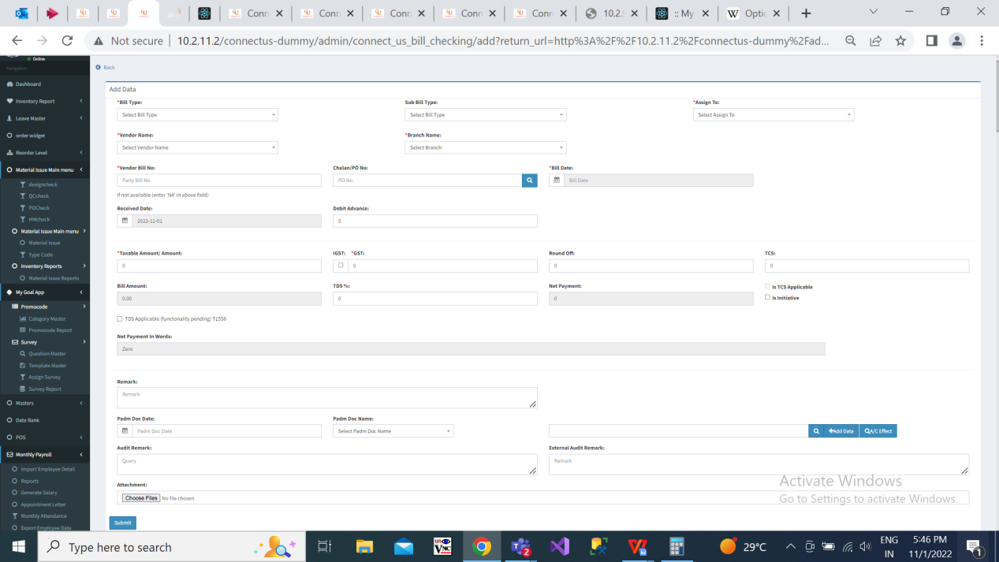 Conn
Conn
Conn
Conn
Conn
10.2.
:: My
Optic
Not secure
10.2.11.2/connectus-dummy/admin/connect_us_bill_checking/add?return_url=http%3A%2F%2F10.2.11.2%2Fconnectus-dummy%2Fad...
Online
Navigation
Dashboard
Inventory Report
Leave Master
order widget
Reorder Level
Material Issue Main menu
designcheck
QCcheck
POCheck
HMcheck
Material Issue Main menu
Material Issue
Type Code
Inventory Reports
Material Issue Reports
My Goal App
Promocode
Category Master
Promocode Report
Survey
Question Master
Template Master
Assign Survey
Survey Report
Masters
Data Bank
POS
Monthly Payroll
Import Employee Detail
Reports
Generate Salary
Appointment Letter
Monthly Attendance
Export Employee Data
Back
Add Data
*Bill Type: Sub Bill Type: *Assign To:
Select Bill Type Select Bill Type Select Assign To
*Vendor Name: *Branch Name:
Select Vendor Name Select Branch
*Vendor Bill No: Chalan/PO No: *Bill Date:
Party Bill No PO No Bill Date
If not available (enter 'NA' in above field)
Received Date: Debit Advance:
2022-11-01 0
*Taxable Amount/ Amount: IGST: *GST: Round Off: TCS:
0 0 0 0
Bill Amount: TDS %: Net Payment:
Is TCS Applicable
0.00 0 0
Is Initiative
TDS Applicable (functonality pending) T1558
Net Payment In Words:
Zero
Remark:
Remark
Padm Doc Date: Padm Doc Name:
Padm Doc Date Select Padm Doc Name
+Add Data A/C Effect
Audit Remark: External Audit Remark:
Query Remark
Attachment:
Choose Files No file chosen
Submit
Activate Windows
Go to Settings to activate Windows.
Type here to search
29°C
ENG
IN
5:46 PM
11/1/2022